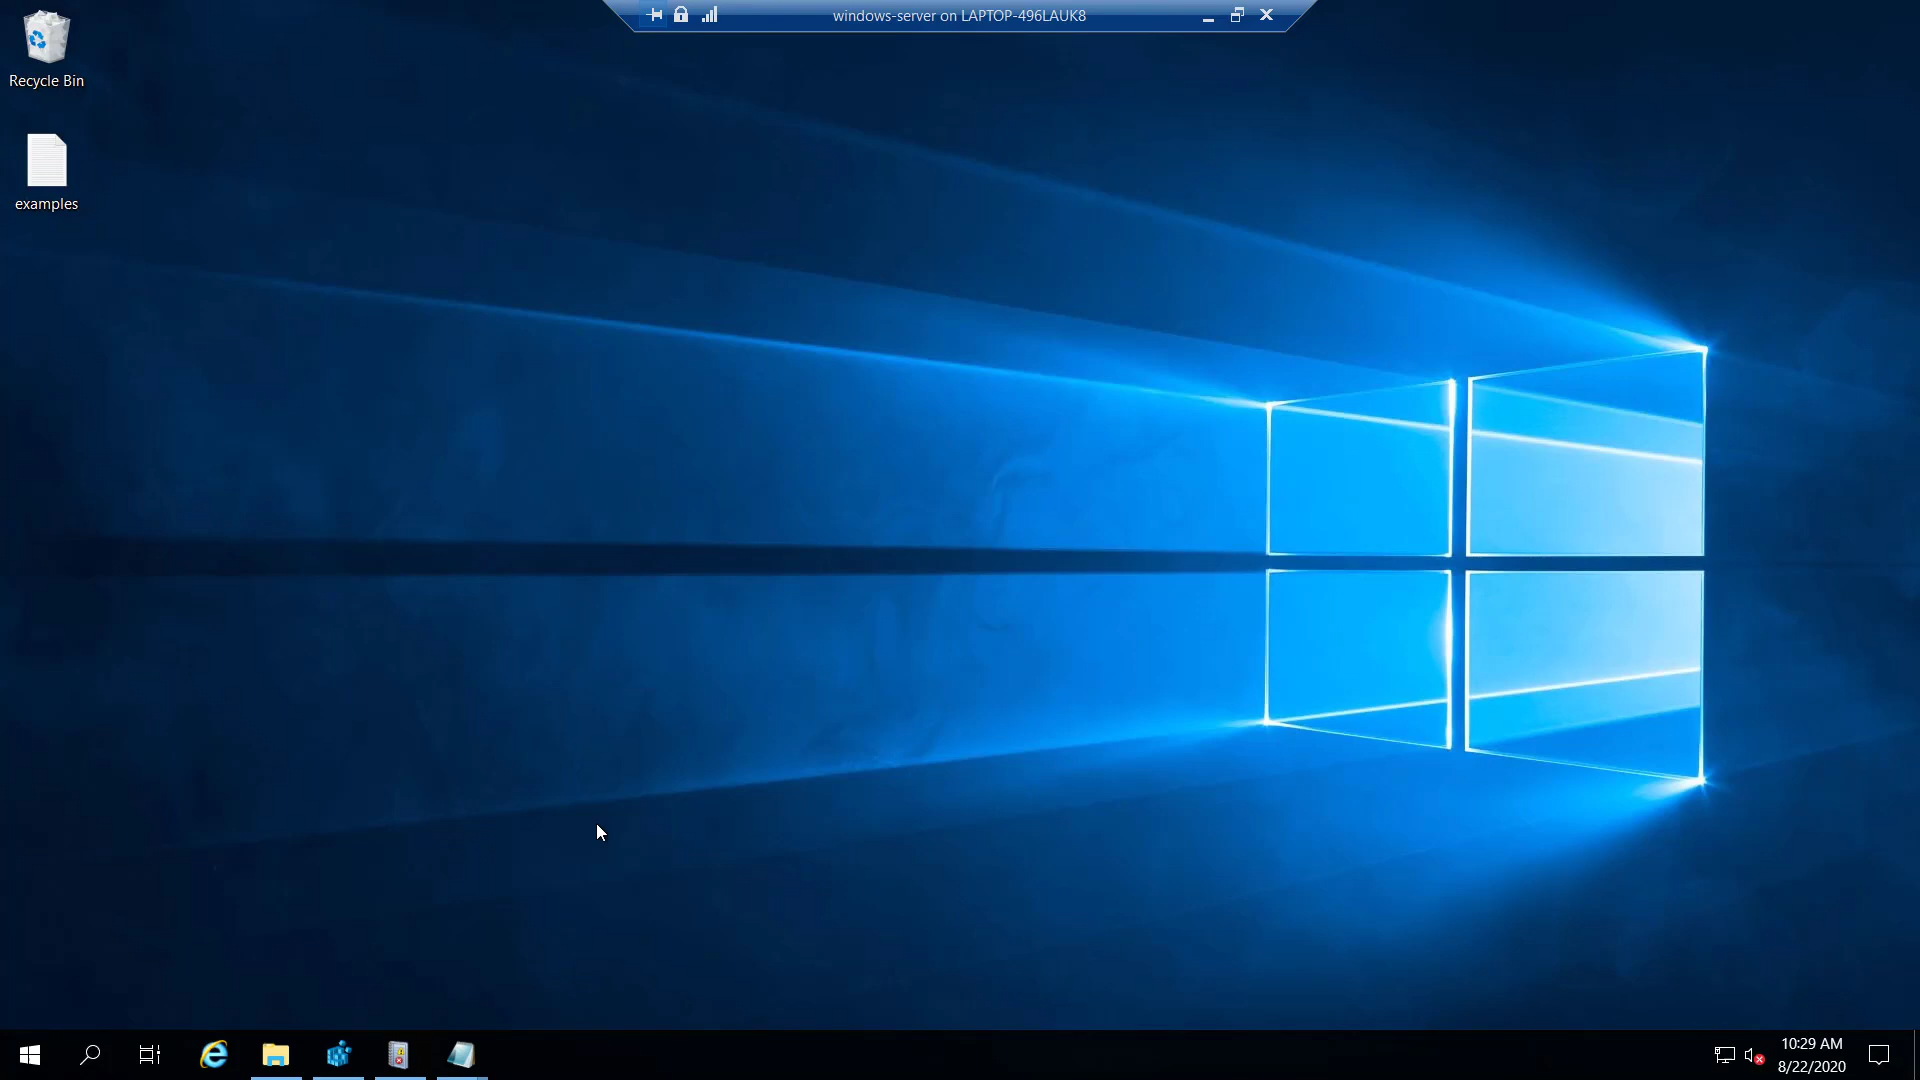 windows-server on LAPTOP-496LAUK8
Recycle Bin
examples
10:29 AM
8/22/2020